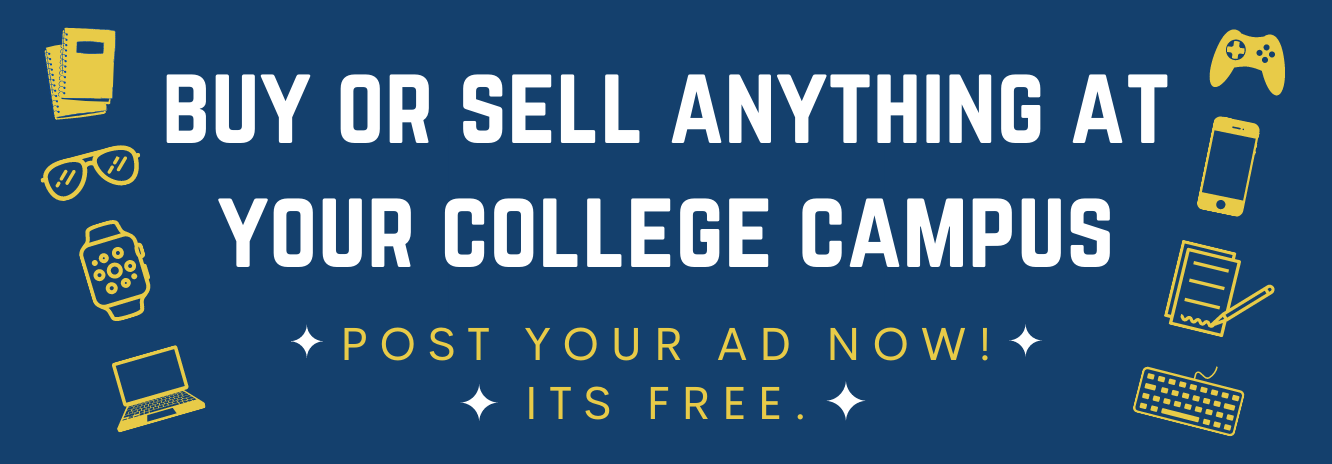 BUY OR SELL ANYTHING AT
YOUR COLLEGE CAMPUS
POST YOUR AD NOW!
ITS FREE.